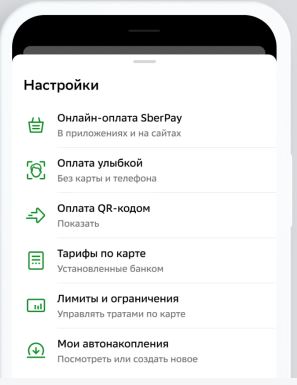 Настройки
Онлайн-оплата SberPay
В приложениях и на сайтах
Оплата улыбкой
Без карты и телефона
Оплата QR-кодом
Показать
Тарифы по карте
Установленные банком
Лимиты и ограничения
Управлять тратами по карте
Мои автонакопления
Посмотреть или создать новое